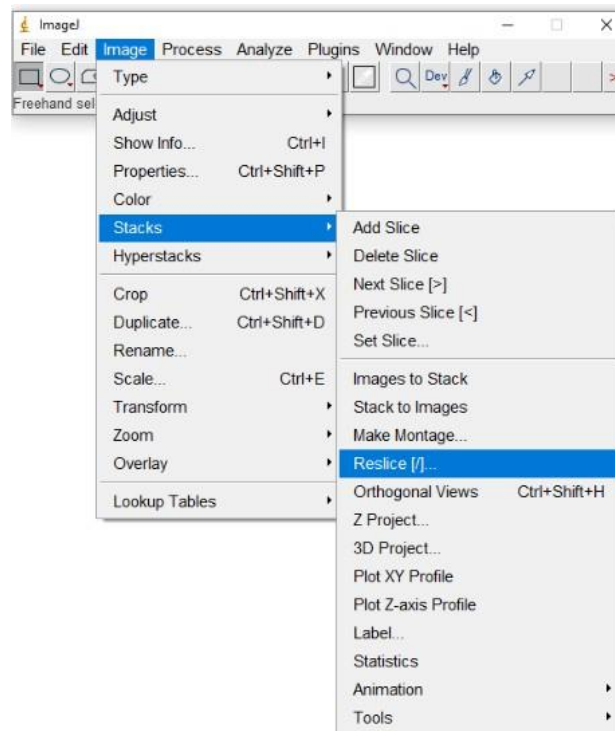 ImageJ
File Edit Image Process Analyze Plugins Window Help
Dev
Freehand sel
Type
Adjust
Show Info... Ctrl+I
Properties... Ctrl+Shift+P
Color
Stacks
Hyperstacks
Crop Ctrl+Shift+X
Duplicate... Ctrl+Shift+D
Rename...
Scale... Ctrl+E
Transform
Zoom
Overlay
Lookup Tables
Add Slice
Delete Slice
Next Slice [>]
Previous Slice [<]
Set Slice...
Images to Stack
Stack to Images
Make Montage...
Reslice [/]...
Orthogonal Views Ctrl+Shift+H
Z Project...
3D Project...
Plot XY Profile
Plot Z-axis Profile
Label...
Statistics
Animation
Tools